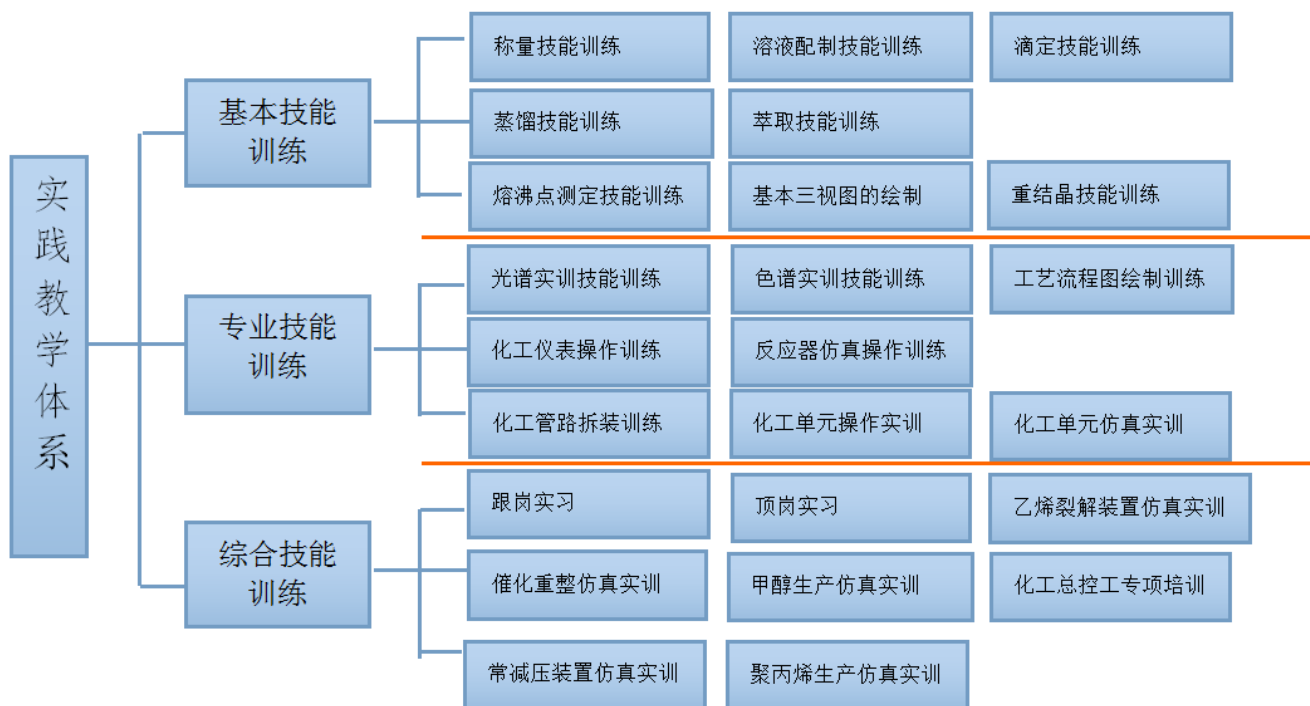 实践教学体系
基本技能
训练
称量技能训练
溶液配制技能训练
滴定技能训练
蒸馏技能训练
萃取技能训练
熔沸点测定技能训练
基本三视图的绘制
重结晶技能训练
专业技能
训练
光谱实训技能训练
色谱实训技能训练
工艺流程图绘制训练
化工仪表操作训练
反应器仿真操作训练
化工管路拆装训练
化工单元操作实训
化工单元仿真实训
综合技能
训练
跟岗实习
顶岗实习
乙烯裂解装置仿真实训
催化重整仿真实训
甲醇生产仿真实训
化工总控工专项培训
常减压装置仿真实训
聚丙烯生产仿真实训